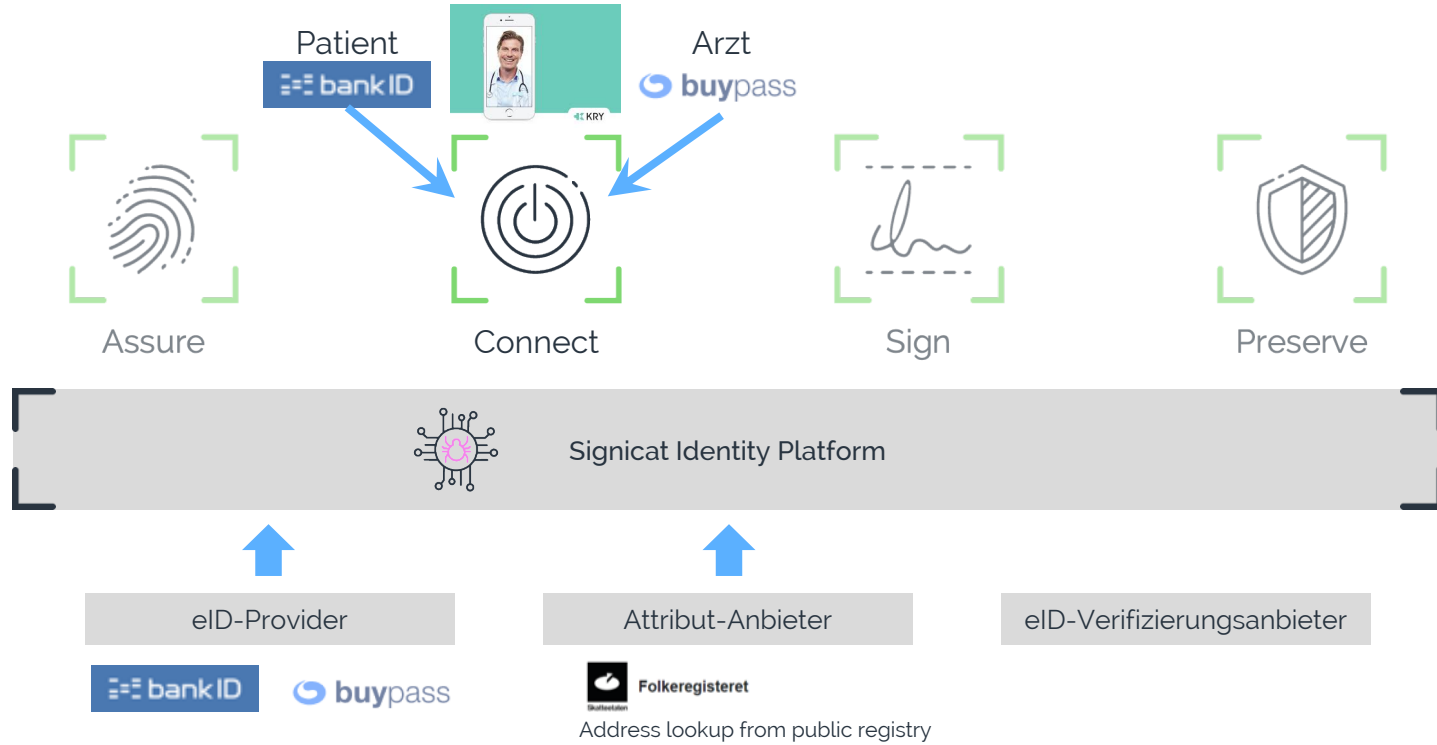 Patient
Arzt
bankID
buypass
KRY
Assure
Connect
Sign
Preserve
Signicat Identity Platform
eID-Provider
Attribut-Anbieter
eID-Verifizierungsanbieter
bankID
buypass
Folkeregisteret
Skatteetaten
Address lookup from public registry